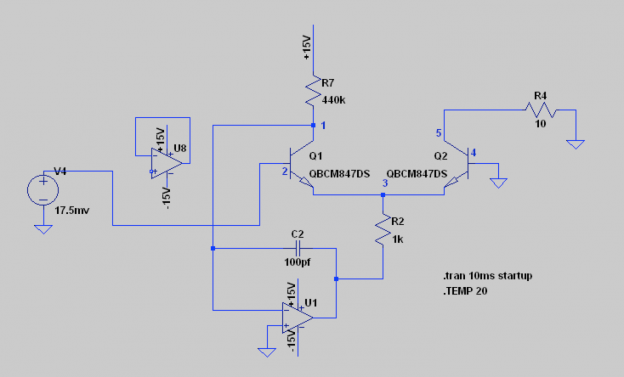 +15V
R7
440k
1
R4
10
5
+15V
U8
-15V
Q1
2
QBCM847DS
Q2
4
QBCM847DS
V4
17.5mv
3
R2
1k
C2
100pf
+15V
U1
-15V
.tran 10ms startup
.TEMP 20